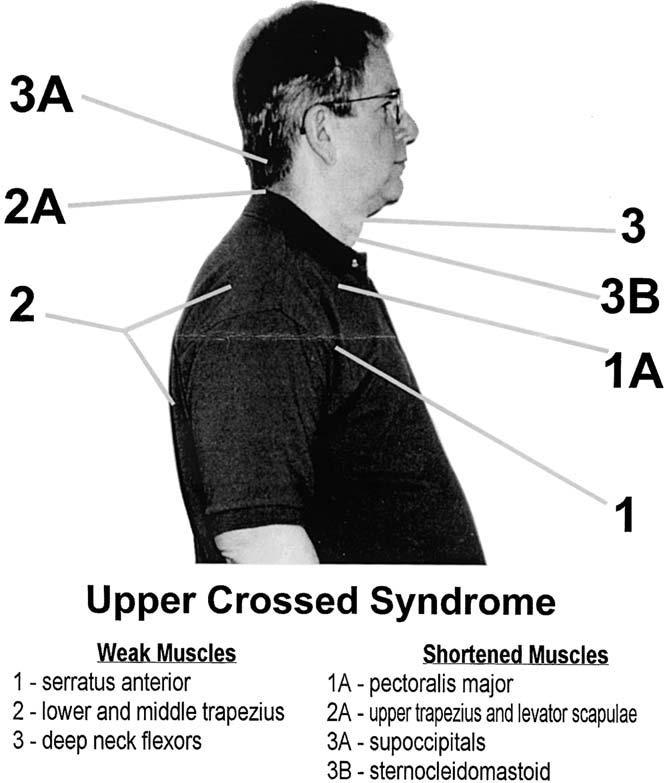 3A
2A
3
2
3B
1A
1
Upper Crossed Syndrome
Weak Muscles
1 - serratus anterior
2 - lower and middle trapezius
3 - deep neck flexors
Shortened Muscles
1A - pectoralis major
2A - upper trapezius and levator scapulae
3A - supoccipitals
3B - sternocleidomastoid